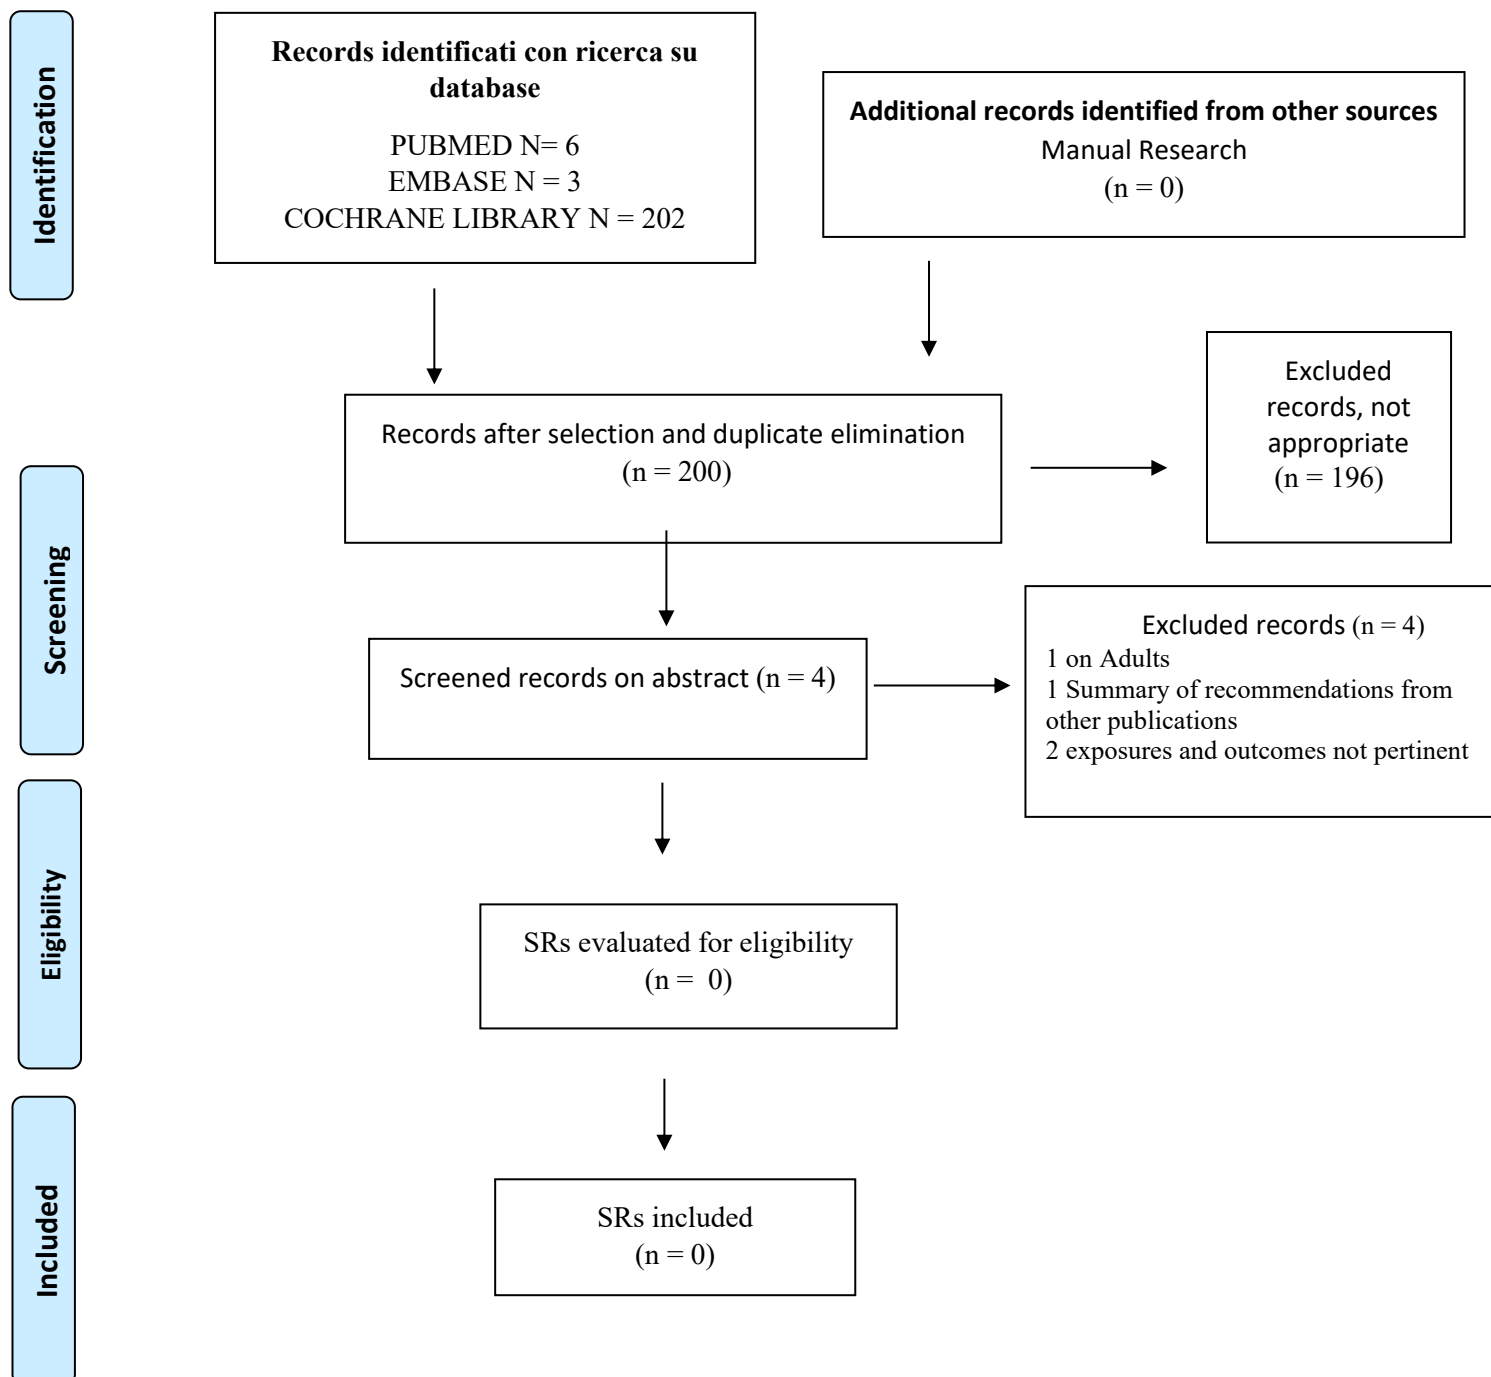 Identification
Records identificati con ricerca su
database
PUBMED N= 6
EMBASE N = 3
COCHRANE LIBRARY N = 202
Additional records identified from other sources
Manual Research
(n = 0)
Records after selection and duplicate elimination
(n = 200)
Excluded
records, not
appropriate
(n = 196)
Screening
Screened records on abstract (n = 4)
Excluded records (n = 4)
1 on Adults
1 Summary of recommendations from
other publications
2 exposures and outcomes not pertinent
Eligibility
SRs evaluated for eligibility
(n =  0)
Included
SRs included
(n = 0)